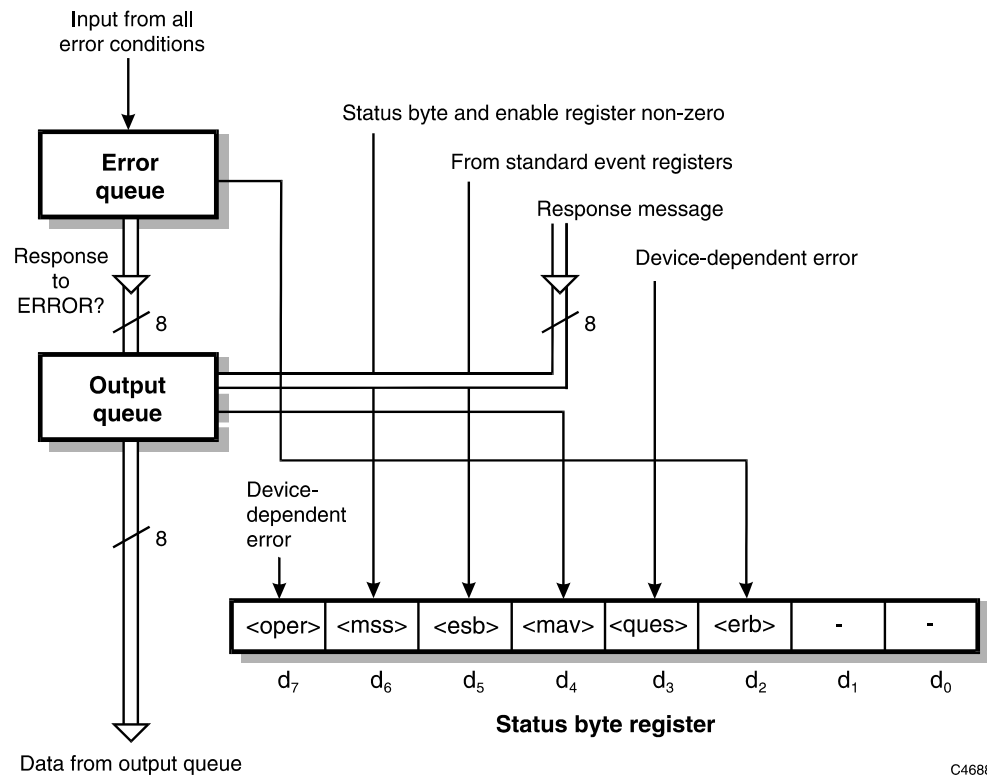 Input from all
error conditions
Status byte and enable register non-zero
Error
queue
From standard event registers
Response message
Response
to
ERROR?
Device-dependent error
8
8
Output
queue
Device-
dependent
error
8
<oper> <mss> <esb> <mav> <ques> <erb> - -
d7 d6 d5 d4 d3 d2 d1 d0
Status byte register
Data from output queue
C4688